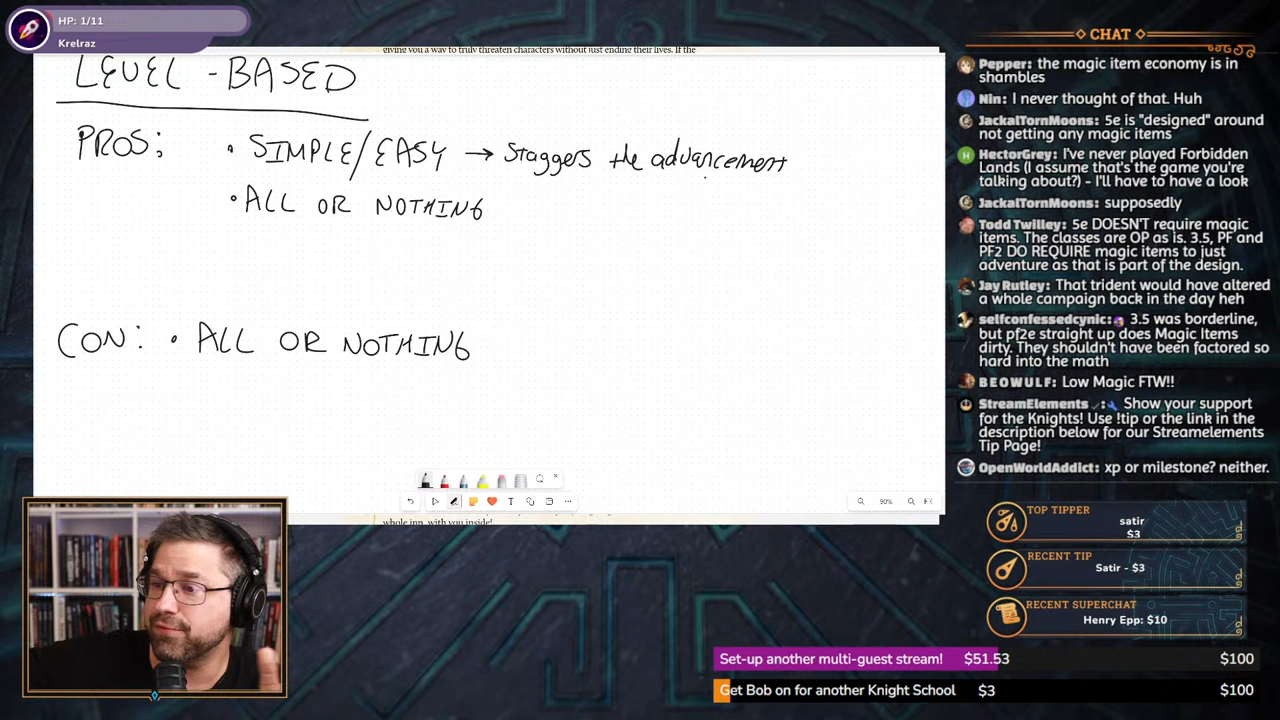 HP: 1/11
Krelraz
giving you a way to truly threaten characters without just ending their lives. If the
LEVEL-BASED
PROS: • SIMPLE/EASY → Staggers the advancement
• ALL OR NOTHING
CON: • ALL OR NOTHING
T
90%
whole inn, with you inside!
CHAT
Pepper: the magic item economy is in
shambles
Nin: I never thought of that. Huh
JackalTornMoons: 5e is "designed" around
not getting any magic items
H
HectorGrey: I've never played Forbidden
Lands (I assume that's the game you're
talking about?) - I'll have to have a look
JackalTornMoons: supposedly
Todd Twilley: 5e DOESN'T require magic
items. The classes are OP as is. 3.5, PF and
PF2 DO REQUIRE magic items to just
adventure as that is part of the design.
Jay Rutley: That trident would have altered
a whole campaign back in the day heh
selfconfessedcynic: 3.5 was borderline,
but pf2e straight up does Magic Items
dirty. They shouldn't have been factored so
hard into the math
BEOWULF: Low Magic FTW!!
StreamElements : Show your support
for the Knights! Use !tip or the link in the
description below for our Streamelements
Tip Page!
OpenWorldAddict: xp or milestone? neither.
TOP TIPPER
satir
$3
RECENT TIP
Satir - $3
RECENT SUPERCHAT
Henry Epp: $10
Set-up another multi-guest stream! $51.53 $100
Get Bob on for another Knight School $3 $100